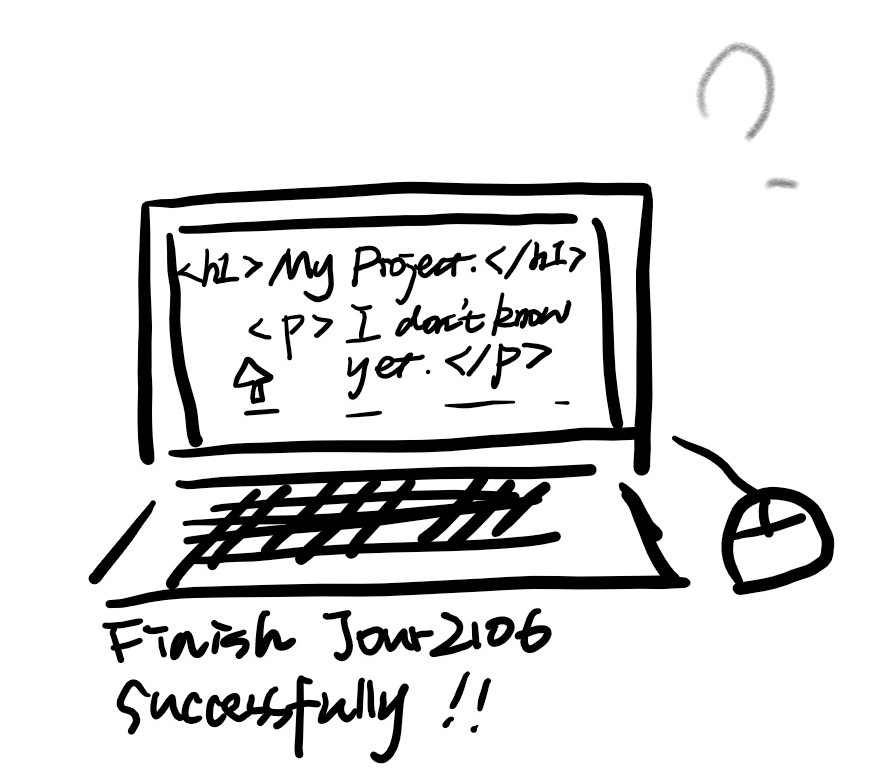 <h1>My Project.</h1>
<p> I don't know
yet.</p>
Finish Jour2106
Successfully !!